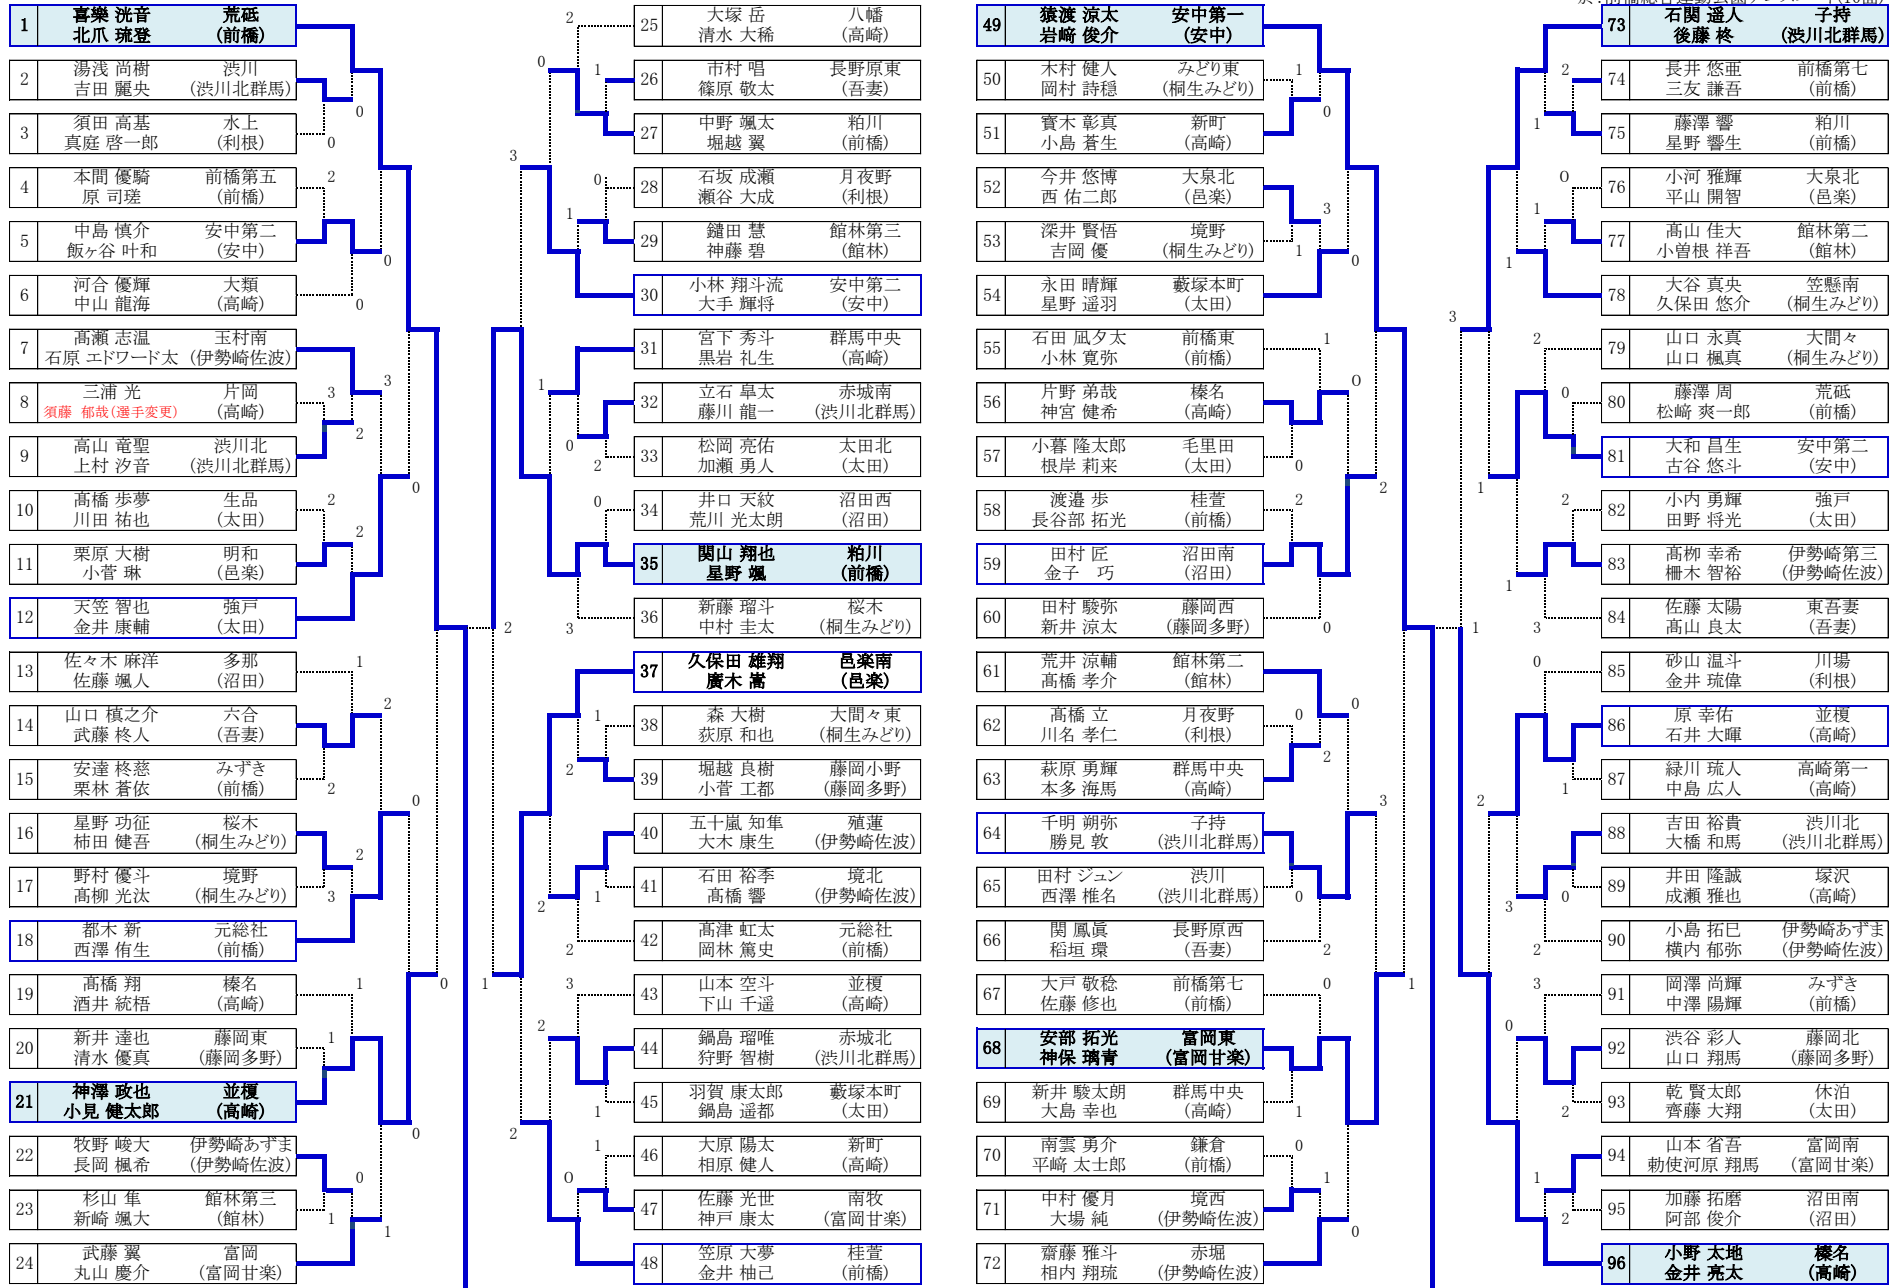 1 喜樂 洸音 荒砥
北爪 琉登 (前橋)
2 湯浅 尚樹 渋川
吉田 麗央 (渋川北群馬)
3 須田 高基 水上
真庭 啓一郎 (利根)
4 本間 優騎 前橋第五
原 司瑳 (前橋)
5 中島 慎介 安中第二
飯ヶ谷 叶和 (安中)
6 河合 優輝 大類
中山 龍海 (高崎)
7 髙瀬 志温 玉村南
石原 エドワード太 (伊勢崎佐波)
8 三浦 光 片岡
須藤 郁哉(選手変更) (高崎)
9 高山 竜聖 渋川北
上村 汐音 (渋川北群馬)
10 髙橋 歩夢 生品
川田 祐也 (太田)
11 栗原 大樹 明和
小菅 琳 (邑楽)
12 天笠 智也 強戸
金井 康輔 (太田)
13 佐々木 麻洋 多那
佐藤 颯人 (沼田)
14 山口 槙之介 六合
武藤 柊人 (吾妻)
15 安達 柊慈 みずき
栗林 蒼依 (前橋)
16 星野 功征 桜木
柿田 健吾 (桐生みどり)
17 野村 優斗 境野
髙柳 光汰 (桐生みどり)
18 都木 新 元総社
西澤 侑生 (前橋)
19 髙橋 翔 榛名
酒井 統梧 (高崎)
20 新井 達也 藤岡東
清水 優真 (藤岡多野)
21 神澤 政也 並榎
小見 健太郎 (高崎)
22 牧野 峻大 伊勢崎あずま
長岡 楓希 (伊勢崎佐波)
23 杉山 隼 館林第三
新崎 颯大 (館林)
24 武藤 翼 富岡
丸山 慶介 (富岡甘楽)
25 大塚 岳 八幡
清水 大稀 (高崎)
26 市村 唱 長野原東
篠原 敬太 (吾妻)
27 中野 颯太 粕川
堀越 翼 (前橋)
28 石坂 成瀬 月夜野
瀬谷 大成 (利根)
29 鑓田 慧 館林第三
神藤 碧 (館林)
30 小林 翔斗流 安中第二
大手 輝将 (安中)
31 宮下 秀斗 群馬中央
黒岩 礼生 (高崎)
32 立石 皐太 赤城南
藤川 龍一 (渋川北群馬)
33 松岡 亮佑 太田北
加瀬 勇人 (太田)
34 井口 天紋 沼田西
荒川 光太朗 (沼田)
35 関山 翔也 粕川
星野 颯 (前橋)
36 新藤 瑠斗 桜木
中村 圭太 (桐生みどり)
37 久保田 雄翔 邑楽南
廣木 嵩 (邑楽)
38 森 大樹 大間々東
荻原 和也 (桐生みどり)
39 堀越 良樹 藤岡小野
小菅 工都 (藤岡多野)
40 五十嵐 知隼 殖蓮
大木 康生 (伊勢崎佐波)
41 石田 裕季 境北
髙橋 響 (伊勢崎佐波)
42 髙津 虹太 元総社
岡林 篤史 (前橋)
43 山本 空斗 並榎
下山 千遥 (高崎)
44 鍋島 瑠唯 赤城北
狩野 智樹 (渋川北群馬)
45 羽賀 康太郎 藪塚本町
鍋島 遥都 (太田)
46 大原 陽太 新町
相原 健人 (高崎)
47 佐藤 光世 南牧
神戸 康太 (富岡甘楽)
48 笠原 大夢 桂萱
金井 柚己 (前橋)
49 猿渡 涼太 安中第一
岩﨑 俊介 (安中)
50 木村 健人 みどり東
岡村 詩穏 (桐生みどり)
51 寳木 彰真 新町
小島 蒼生 (高崎)
52 今井 悠博 大泉北
西 佑二郎 (邑楽)
53 深井 賢悟 境野
吉岡 優 (桐生みどり)
54 永田 晴輝 藪塚本町
星野 遥羽 (太田)
55 石田 凪夕太 前橋東
小林 寛弥 (前橋)
56 片野 弟哉 榛名
神宮 健希 (高崎)
57 小暮 隆太郎 毛里田
根岸 莉来 (太田)
58 渡邉 歩 桂萱
長谷部 拓光 (前橋)
59 田村 匠 沼田南
金子 巧 (沼田)
60 田村 駿弥 藤岡西
新井 涼太 (藤岡多野)
61 荒井 涼輔 館林第二
髙橋 孝介 (館林)
62 髙橋 立 月夜野
川名 孝仁 (利根)
63 萩原 勇輝 群馬中央
本多 海馬 (高崎)
64 千明 朔弥 子持
勝見 敦 (渋川北群馬)
65 田村 ジュン 渋川
西澤 椎名 (渋川北群馬)
66 関 鳳眞 長野原西
稻垣 環 (吾妻)
67 大戸 敬稔 前橋第七
佐藤 修也 (前橋)
68 安部 拓光 富岡東
神保 璃青 (富岡甘楽)
69 新井 駿太朗 群馬中央
大島 幸也 (高崎)
70 南雲 勇介 鎌倉
平﨑 太士郎 (前橋)
71 中村 優月 境西
大場 純 (伊勢崎佐波)
72 齋藤 雅斗 赤堀
相内 翔琉 (伊勢崎佐波)
73 石関 遥人 子持
後藤 柊 (渋川北群馬)
74 長井 悠亜 前橋第七
三友 謙吾 (前橋)
75 藤澤 響 粕川
星野 響生 (前橋)
76 小河 雅輝 大泉北
平山 開智 (邑楽)
77 髙山 佳大 館林第二
小曽根 祥吾 (館林)
78 大谷 真央 笠懸南
久保田 悠介 (桐生みどり)
79 山口 永真 大間々
山口 楓真 (桐生みどり)
80 藤澤 周 荒砥
松﨑 爽一郎 (前橋)
81 大和 昌生 安中第二
古谷 悠斗 (安中)
82 小内 勇輝 強戸
田野 将光 (太田)
83 髙栁 幸希 伊勢崎第三
柵木 智裕 (伊勢崎佐波)
84 佐藤 太陽 東吾妻
髙山 良太 (吾妻)
85 砂山 温斗 川場
金井 琉偉 (利根)
86 原 幸佑 並榎
石井 大暉 (高崎)
87 緑川 琉人 高崎第一
中島 広人 (高崎)
88 吉田 裕貴 渋川北
大橋 和馬 (渋川北群馬)
89 井田 隆誠 塚沢
成瀬 雅也 (高崎)
90 小島 拓巳 伊勢崎あずま
横内 郁弥 (伊勢崎佐波)
91 岡澤 尚輝 みずき
中澤 陽輝 (前橋)
92 渋谷 彩人 藤岡北
山口 翔馬 (藤岡多野)
93 乾 賢太郎 休泊
齊藤 大翔 (太田)
94 山本 省吾 富岡南
勅使河原 翔馬 (富岡甘楽)
95 加藤 拓磨 沼田南
阿部 俊介 (沼田)
96 小野 太地 榛名
金井 亮太 (高崎)